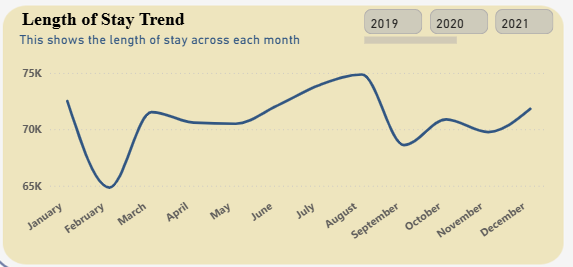 Length of Stay Trend
2019
2020
2021
This shows the length of stay across each month
75K
70K
65K
January
February
March
April
May
June
July
August
September
October
November
December